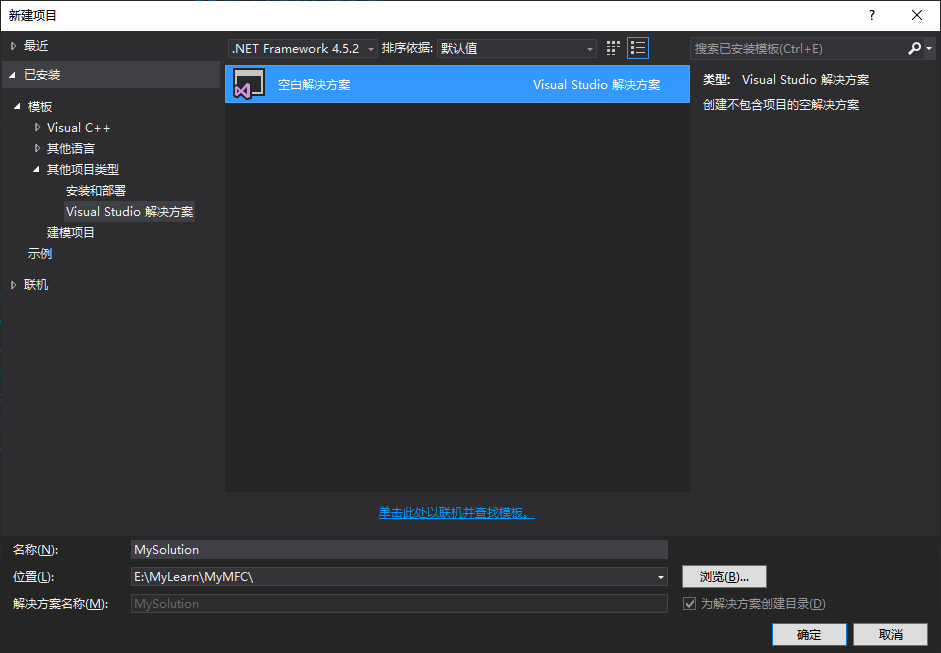 新建项目
?
最近
.NET Framework 4.5.2
排序依据:
默认值
搜索已安装模板(Ctrl+E)
已安装
空白解决方案
Visual Studio 解决方案
类型: Visual Studio 解决方案
创建不包含项目的空解决方案
模板
Visual C++
其他语言
其他项目类型
安装和部署
Visual Studio 解决方案
建模项目
示例
联机
单击此处以联机并查找模板。
名称(N):
MySolution
位置(L):
E:\MyLearn\MyMFC\
浏览(B)...
解决方案名称(M):
MySolution
为解决方案创建目录(D)
确定
取消